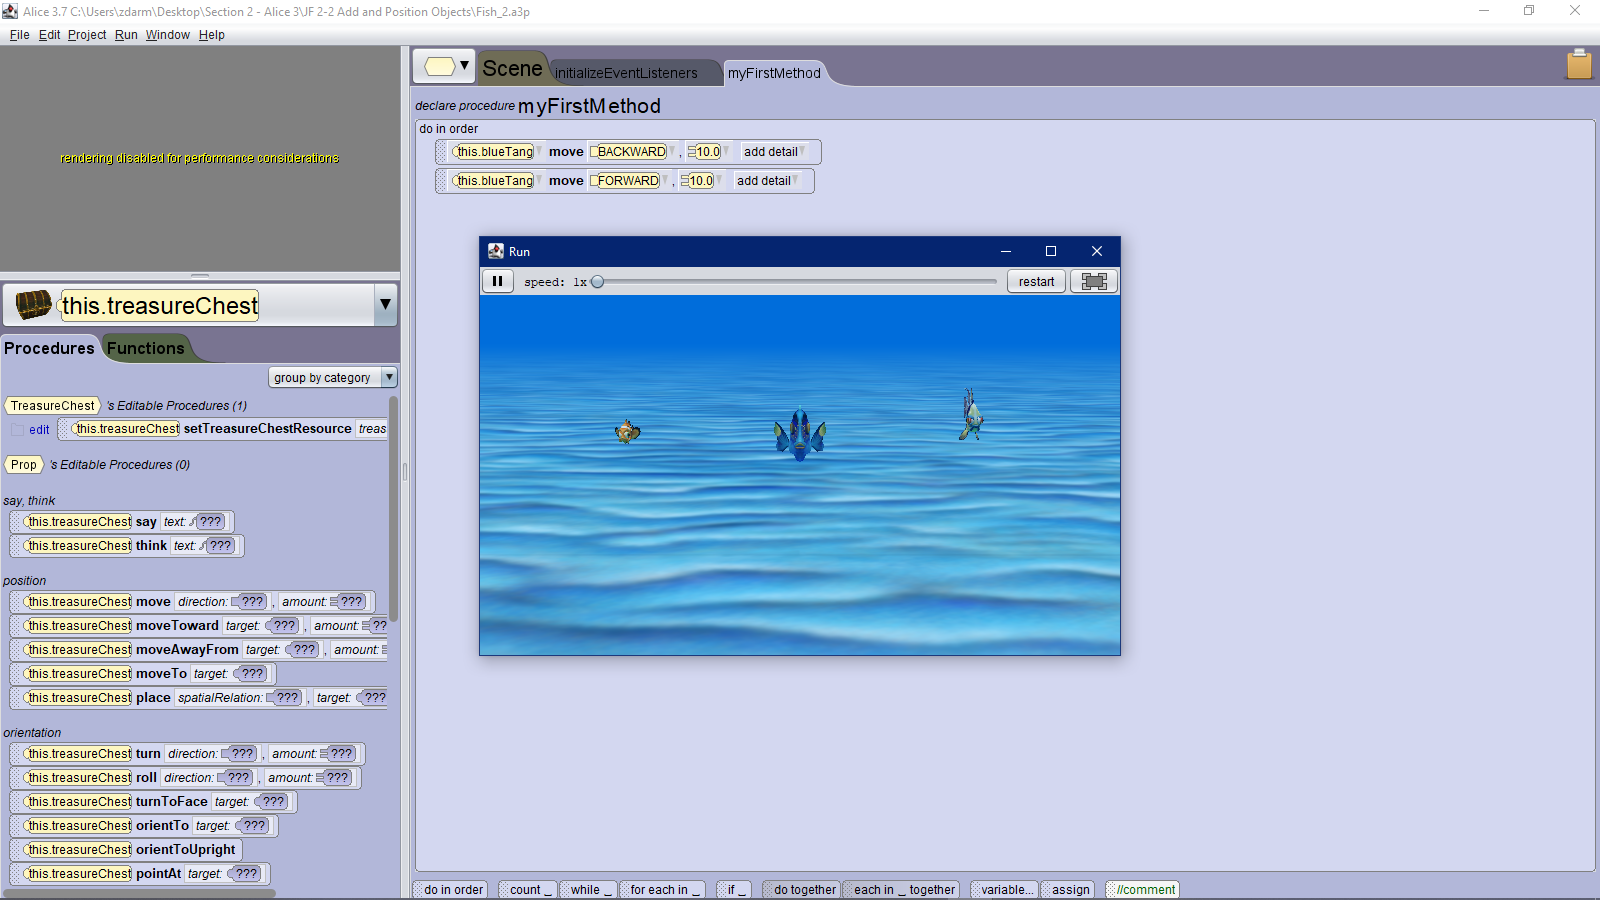 Alice 3.7 C:\Users\zdarm\Desktop\Section 2 - Alice 3\JF 2-2 Add and Position Objects\Fish_2.a3p
File Edit Project Run Window Help
rendering disabled for performance considerations
Scene initializeEventListeners myFirstMethod
declare procedure myFirstMethod
do in order
this.blueTang move BACKWARD , 10.0 add detail
this.blueTang move FORWARD , 10.0 add detail
Run
speed: 1x restart
this.treasureChest
Procedures Functions
group by category
TreasureChest 's Editable Procedures (1)
edit this.treasureChest setTreasureChestResource treas
Prop 's Editable Procedures (0)
say, think
this.treasureChest say text: ???
this.treasureChest think text: ???
position
this.treasureChest move direction: ??? , amount: ???
this.treasureChest moveToward target: ??? , amount: ??
this.treasureChest moveAwayFrom target: ??? , amount:
this.treasureChest moveTo target: ???
this.treasureChest place spatialRelation: ??? , target: ???
orientation
this.treasureChest turn direction: ??? , amount: ???
this.treasureChest roll direction: ??? , amount: ???
this.treasureChest turnToFace target: ???
this.treasureChest orientTo target: ???
this.treasureChest orientToUpright
this.treasureChest pointAt target: ???
do in order count _ while _ for each in _ if _ do together each in _ together variable... assign //comment